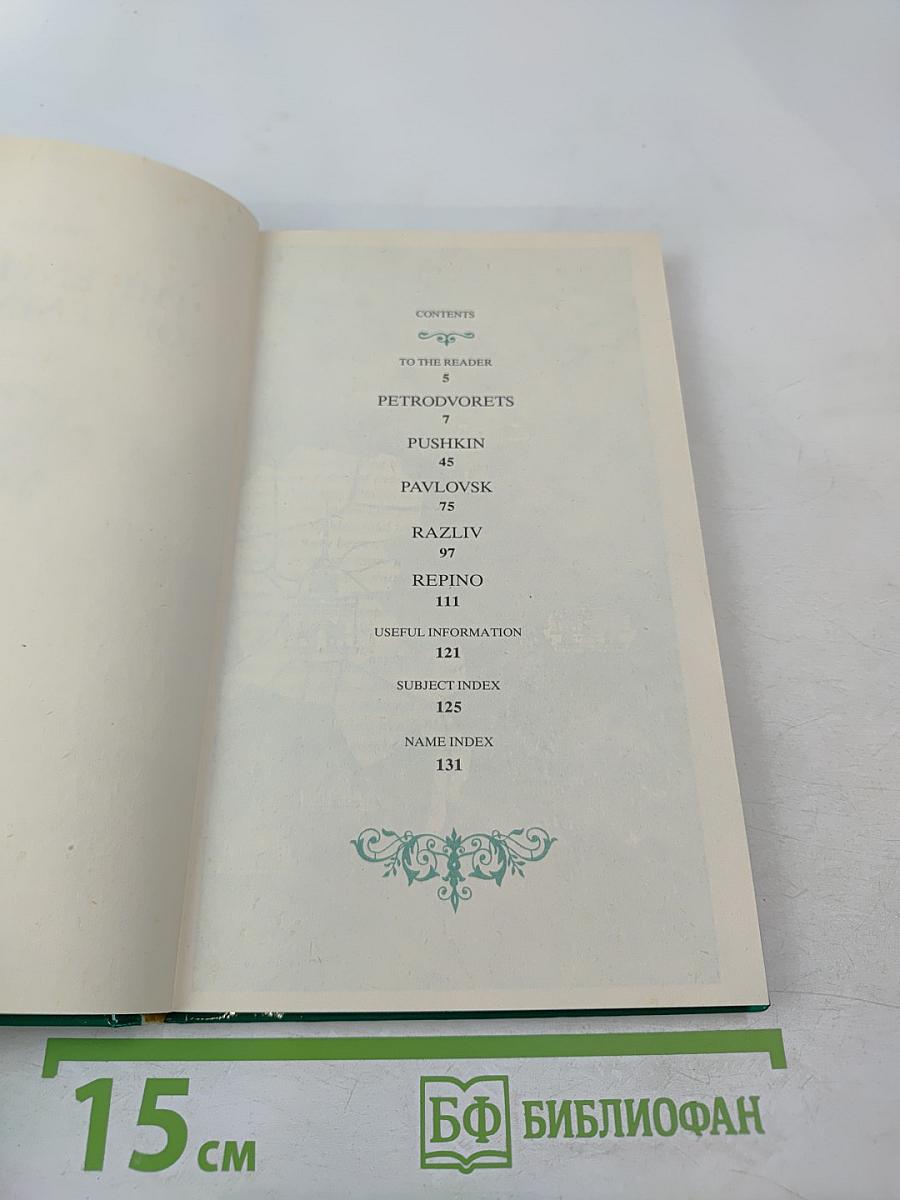 CONTENTS
TO THE READER
5
PETRODVORETS
7
PUSHKIN
45
PAVLOVSK
75
RAZLIV
97
REPINO
111
USEFUL INFORMATION
121
SUBJECT INDEX
125
NAME INDEX
131
15 см
БФ БИБЛИОФАН